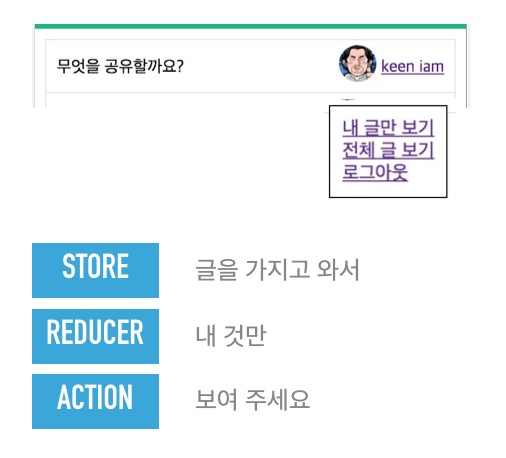 무엇을 공유할까요?
keen iam
내 글만 보기
전체 글 보기
로그아웃
STORE 글을 가지고 와서
REDUCER 내 것만
ACTION 보여 주세요